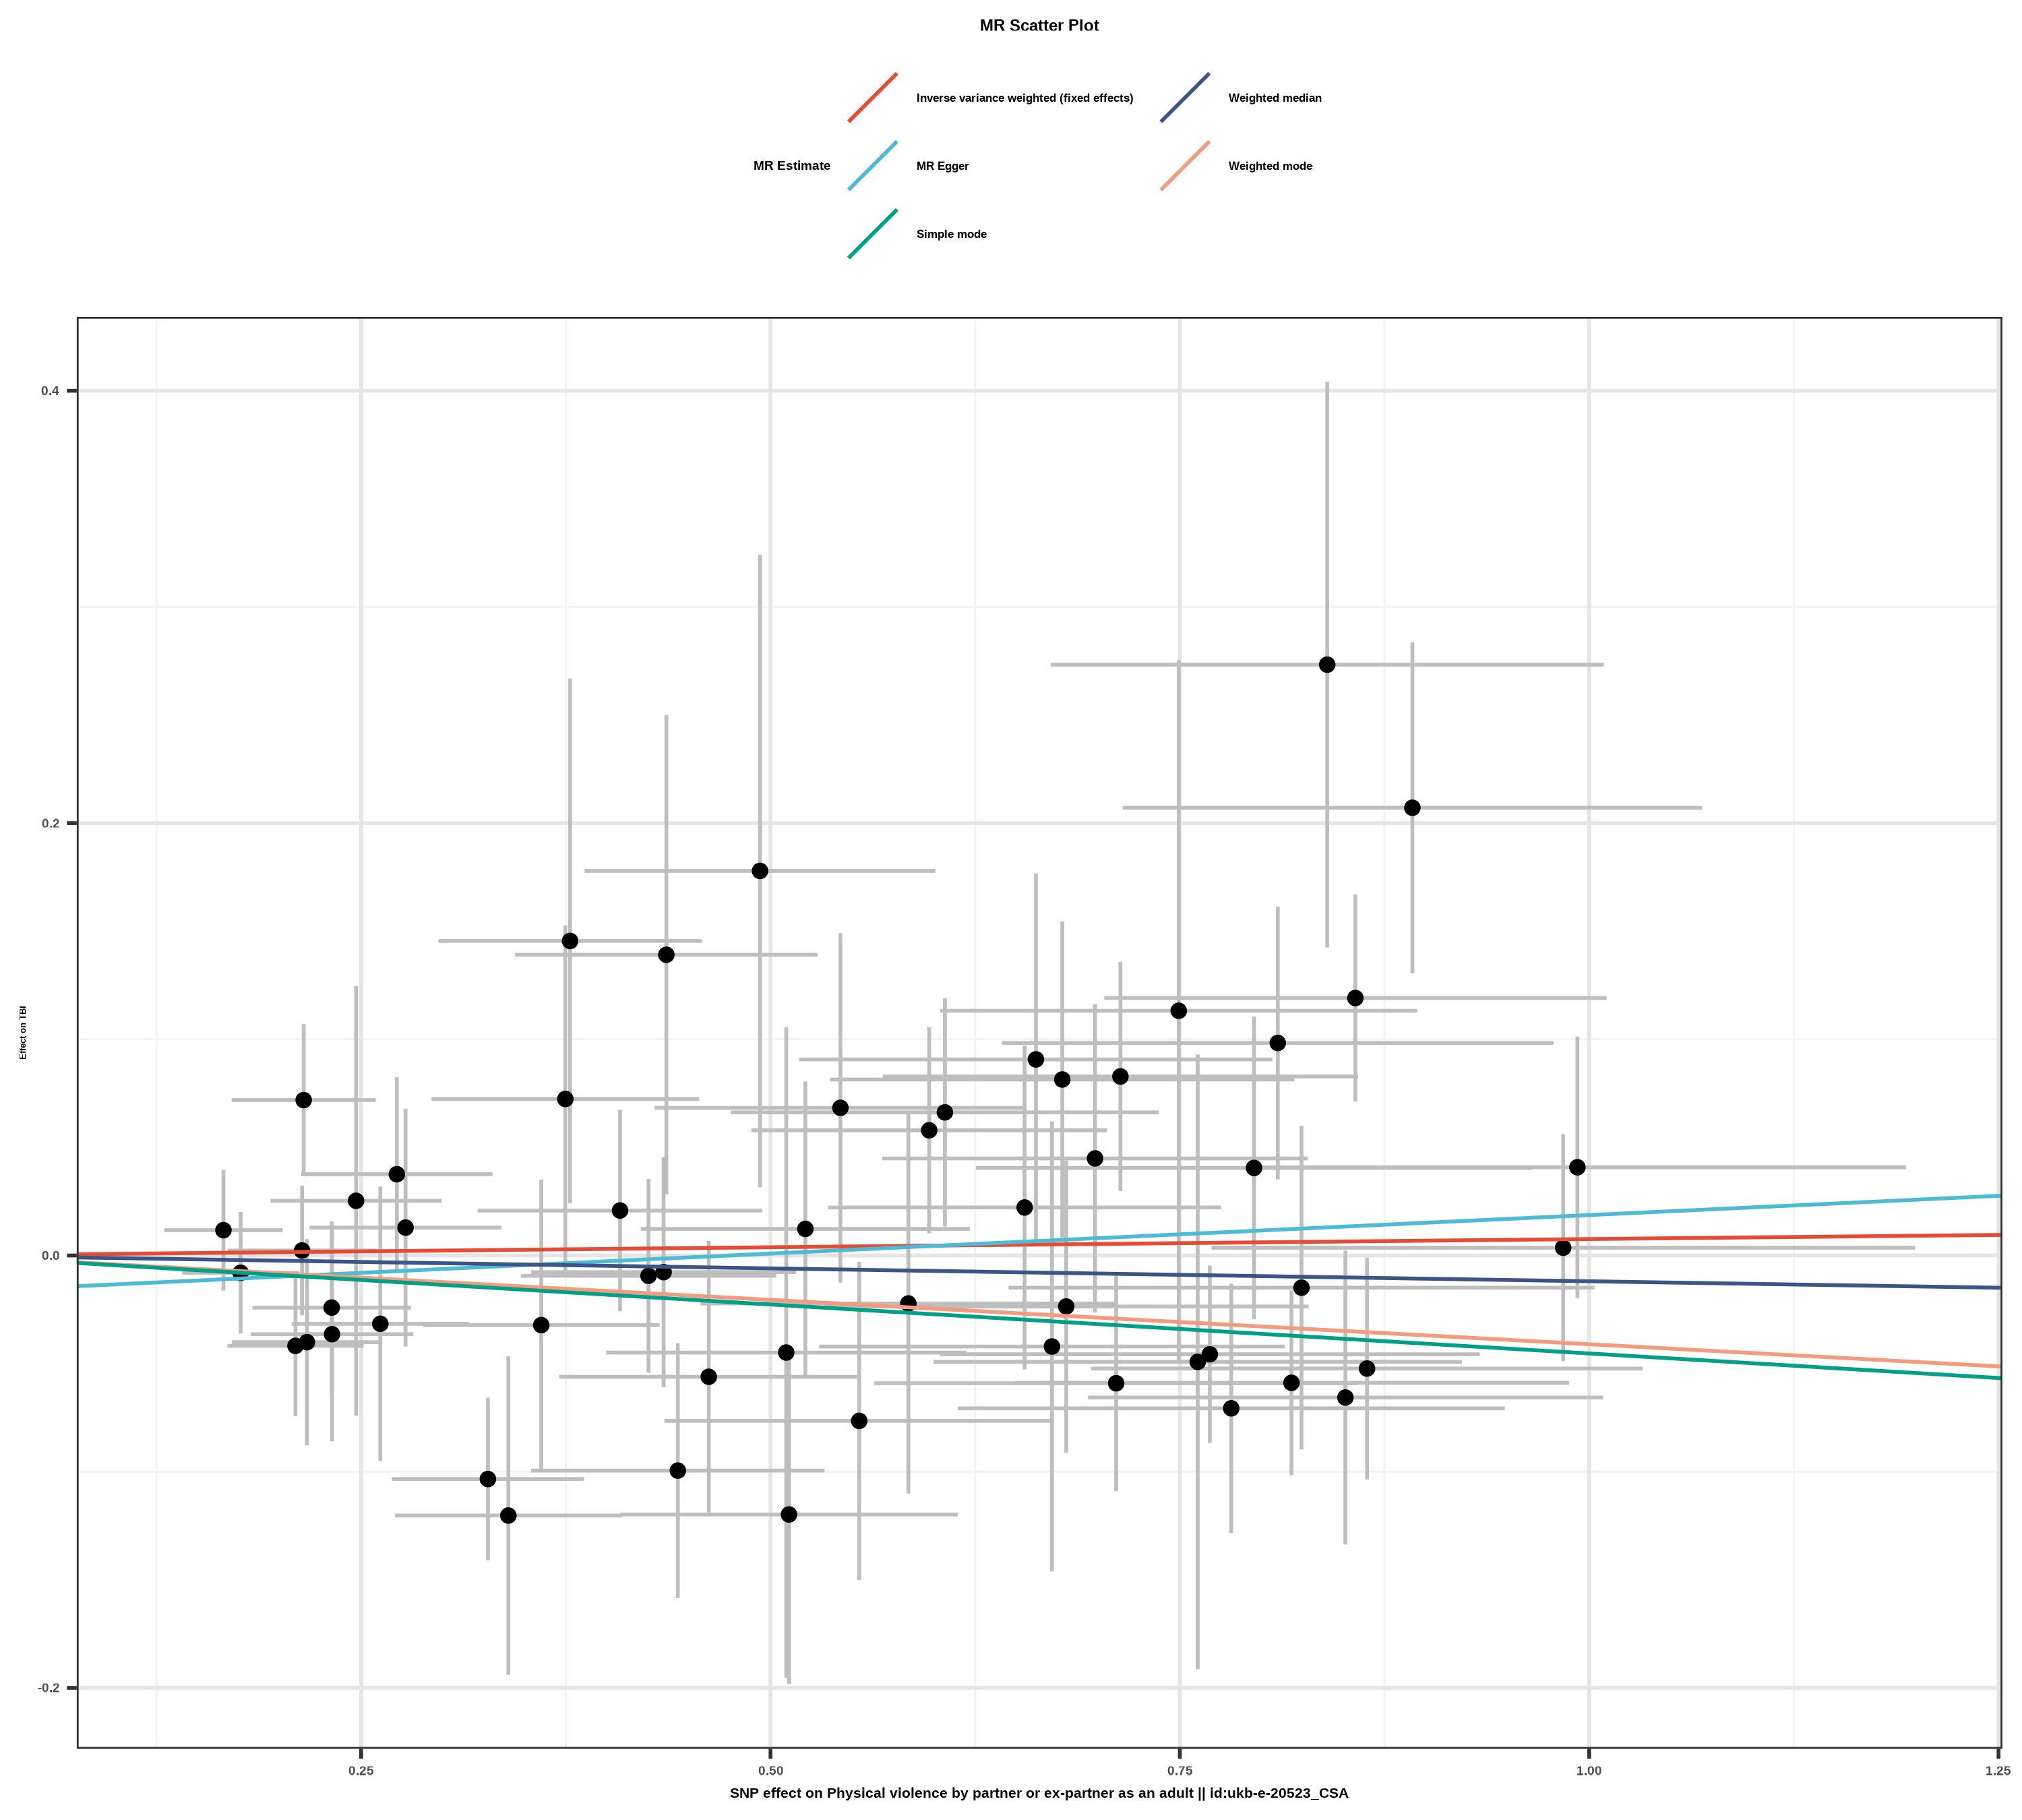 MR Scatter Plot
Inverse variance weighted (fixed effects)
Weighted median
MR Estimate
MR Egger
Weighted mode
Simple mode
0.4
0.2
0.0
-0.2
Effect on TBI
0.25
0.50
0.75
1.00
1.25
SNP effect on Physical violence by partner or ex-partner as an adult || id:ukb-e-20523_CSA